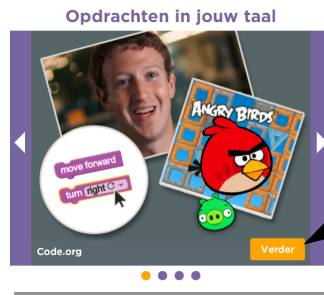 Opdrachten in jouw taal
ANGRY BIRDS
move forward
turn right
Code.org
Verder